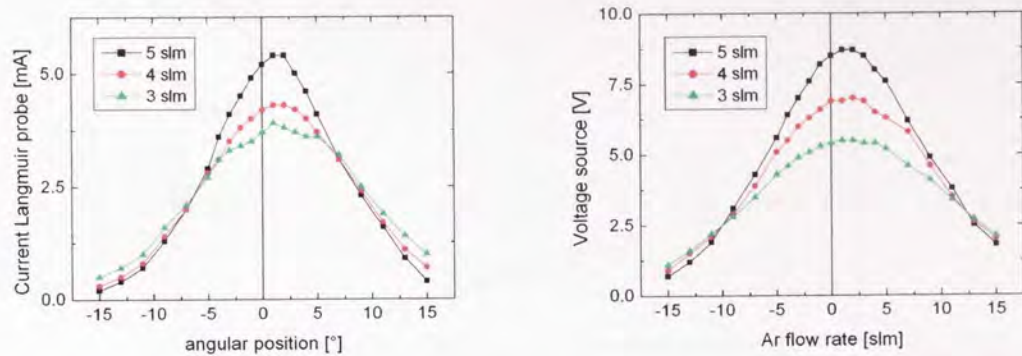 Current Langmuir probe [mA]
5.0
2.5
0.0
5 slm
4 slm
3 slm
-15 -10 -5 0 5 10 15
angular position [°]
Voltage source [V]
10.0
7.5
5.0
2.5
0.0
5 slm
4 slm
3 slm
-15 -10 -5 0 5 10 15
Ar flow rate [slm]